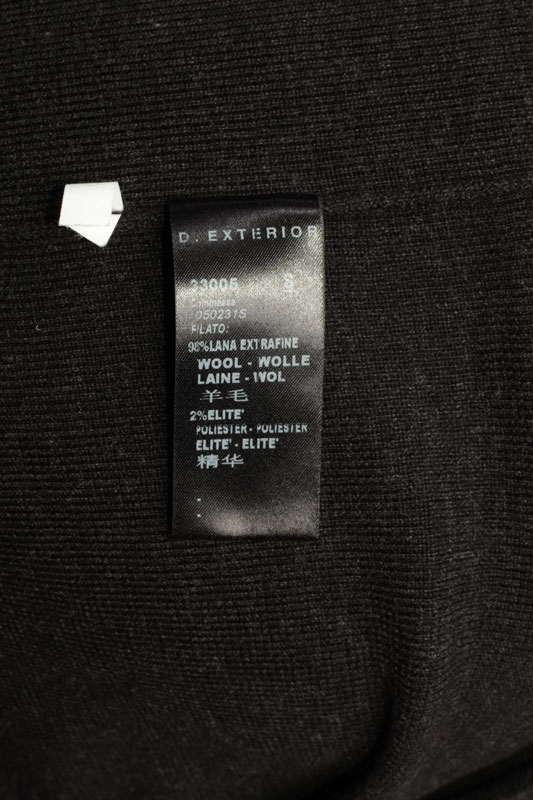 D. EXTERIOR
33006 S
Commessa
050231S
FILATO:
98%LANA EXTRAFINE
WOOL - WOLLE
LAINE - WOL
羊毛
2%ELITE'
POLIESTER - POLIESTER
ELITE' - ELITE'
精华